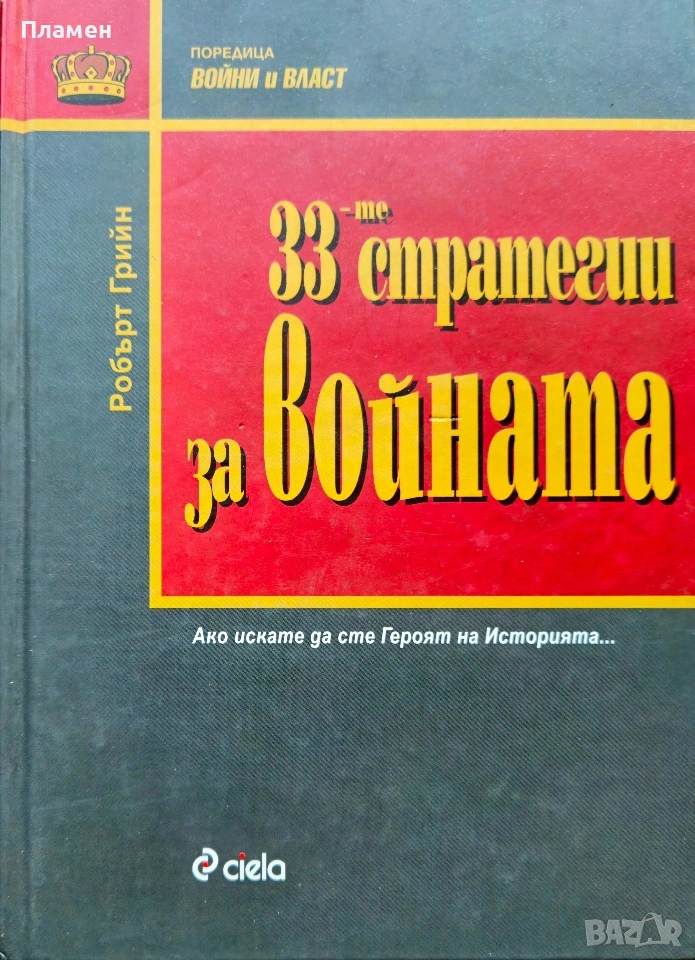 Пламен
ПОРЕДИЦА
ВОЙНИ и ВЛАСТ
Робърт Грийн
33-те
стратегии
за войната
Ако искате да сте Героят на Историята...
ciela
BAZAR